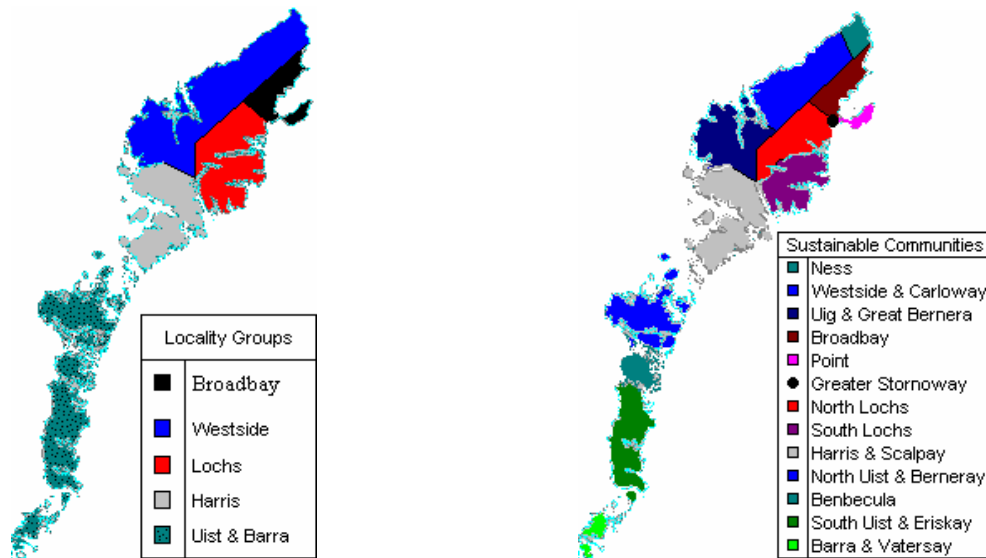 Locality Groups
Broadbay
Westside
Lochs
Harris
Uist & Barra
Sustainable Communities
Ness
Westside & Carloway
Uig & Great Bernera
Broadbay
Point
Greater Stornoway
North Lochs
South Lochs
Harris & Scalpay
North Uist & Berneray
Benbecula
South Uist & Eriskay
Barra & Vatersay